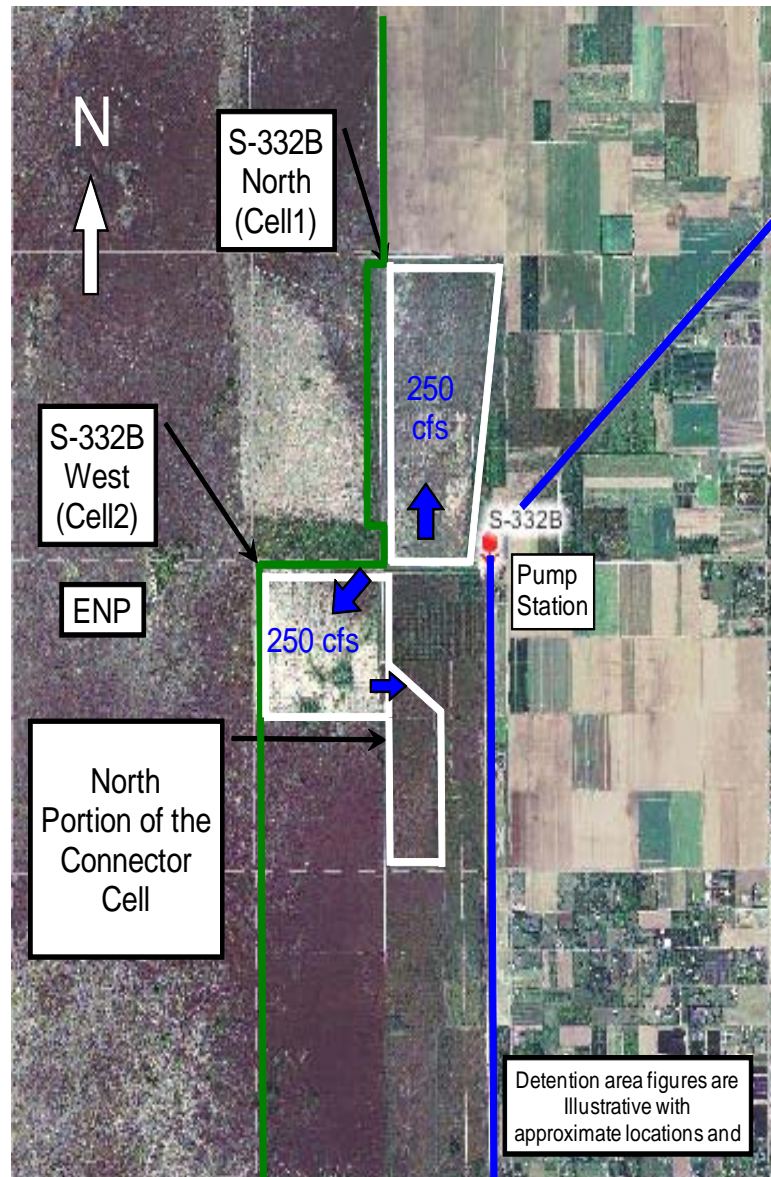 N
S-332B
North
(Cell1)
250
cfs
S-332B
West
(Cell2)
S-332B
Pump
Station
ENP
250 cfs
North
Portion of the
Connector
Cell
Detention area figures are
Illustrative with
approximate locations and